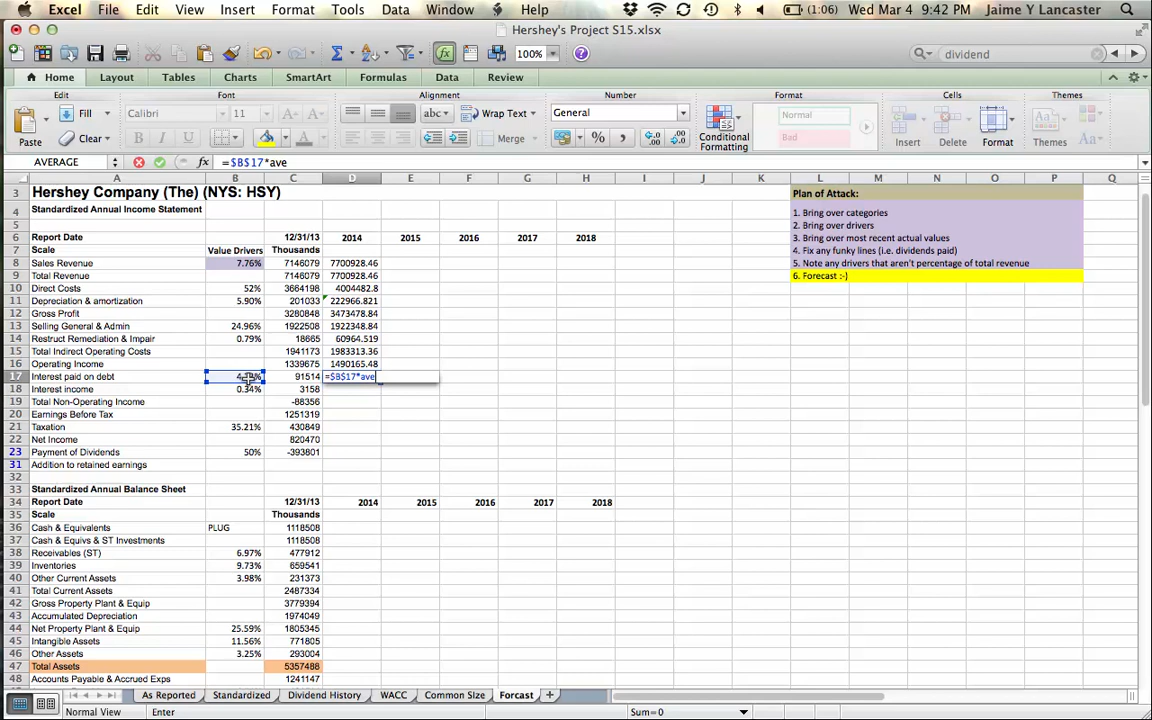 Excel File Edit View Insert Format Tools Data Window Help (1:06) Wed Mar 4 9:42 PM Jaime Y Lancaster
Hershey's Project S15.xlsx
100% dividend
Home Layout Tables Charts SmartArt Formulas Data Review
Edit Font Alignment Number Format Cells Themes
Fill Calibri 11 abc Wrap Text General Normal
Paste Clear B I U Merge % Conditional Formatting Bad Insert Delete Format Themes Aa
AVERAGE fx =$B$17*ave
A B C D E F G H I J K L M N O P Q
3 Hershey Company (The) (NYS: HSY) Plan of Attack:
4 Standardized Annual Income Statement 1. Bring over categories
5 2. Bring over drivers
6 Report Date 12/31/13 2014 2015 2016 2017 2018 3. Bring over most recent actual values
7 Scale Value Drivers Thousands 4. Fix any funky lines (i.e. dividends paid)
8 Sales Revenue 7.76% 7146079 7700928.46 5. Note any drivers that aren't percentage of total revenue
9 Total Revenue 7146079 7700928.46 6. Forecast :-)
10 Direct Costs 52% 3664198 4004482.8
11 Depreciation & amortization 5.90% 201033 222966.821
12 Gross Profit 3280848 3473478.84
13 Selling General & Admin 24.96% 1922508 1922348.84
14 Restruct Remediation & Impair 0.79% 18665 60964.519
15 Total Indirect Operating Costs 1941173 1983313.36
16 Operating Income 1339675 1490165.48
17 Interest paid on debt 91514 =$B$17*ave
18 Interest income 0.34% 3158
19 Total Non-Operating Income -88356
20 Earnings Before Tax 1251319
21 Taxation 35.21% 430849
22 Net Income 820470
23 Payment of Dividends 50% -393801
31 Addition to retained earnings
32
33 Standardized Annual Balance Sheet
34 Report Date 12/31/13 2014 2015 2016 2017 2018
35 Scale Thousands
36 Cash & Equivalents PLUG 1118508
37 Cash & Equivs & ST Investments 1118508
38 Receivables (ST) 6.97% 477912
39 Inventories 9.73% 659541
40 Other Current Assets 3.98% 231373
41 Total Current Assets 2487334
42 Gross Property Plant & Equip 3779394
43 Accumulated Depreciation 1974049
44 Net Property Plant & Equip 25.59% 1805345
45 Intangible Assets 11.56% 771805
46 Other Assets 3.25% 293004
47 Total Assets 5357488
48 Accounts Payable & Accrued Exps 1241147
As Reported Standardized Dividend History WACC Common Size Forcast
Normal View Enter Sum=0